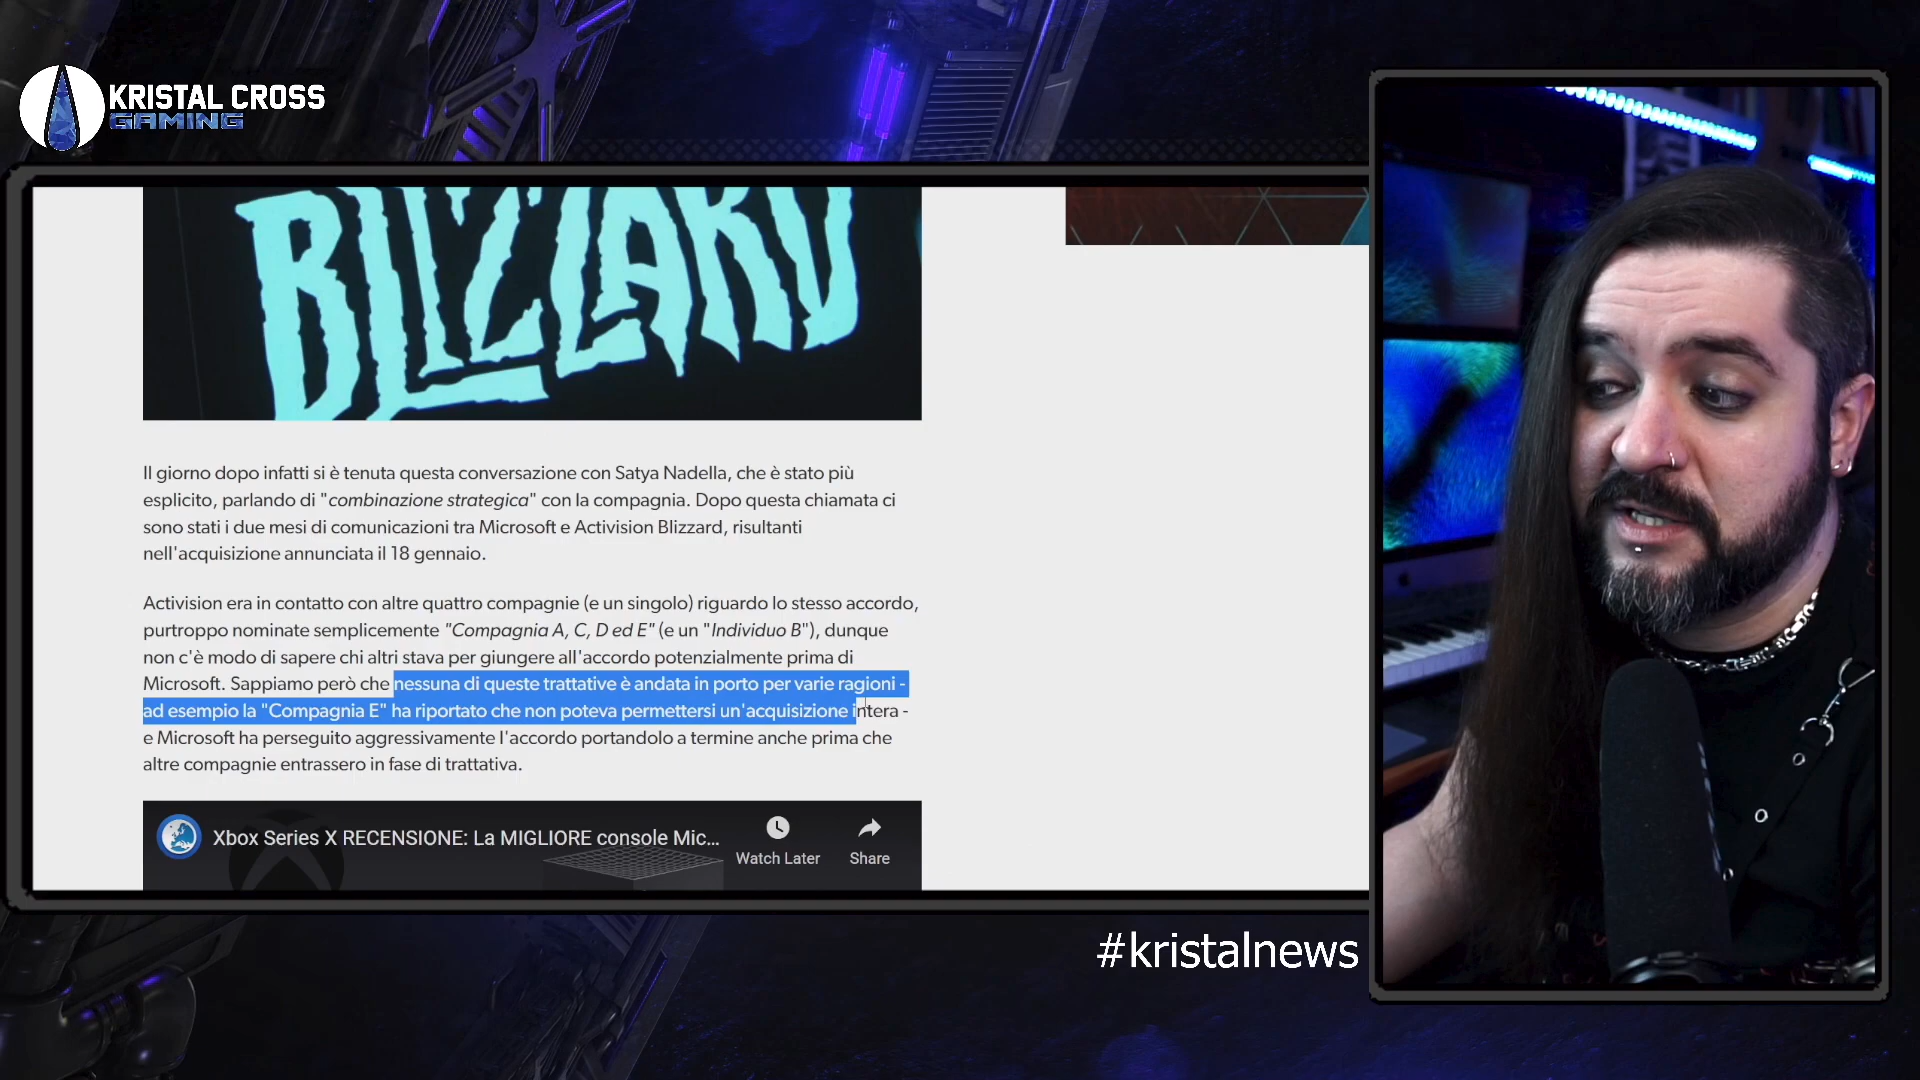 KRISTAL CROSS
GAMING
BLIZZARD
Il giorno dopo infatti si è tenuta questa conversazione con Satya Nadella, che è stato più
esplicito, parlando di "combinazione strategica" con la compagnia. Dopo questa chiamata ci
sono stati i due mesi di comunicazioni tra Microsoft e Activision Blizzard, risultanti
nell'acquisizione annunciata il 18 gennaio.
Activision era in contatto con altre quattro compagnie (e un singolo) riguardo lo stesso accordo,
purtroppo nominate semplicemente "Compagnia A, C, D ed E" (e un "Individuo B"), dunque
non c'è modo di sapere chi altri stava per giungere all'accordo potenzialmente prima di
Microsoft. Sappiamo però che nessuna di queste trattative è andata in porto per varie ragioni -
ad esempio la "Compagnia E" ha riportato che non poteva permettersi un'acquisizione intera -
e Microsoft ha perseguito aggressivamente l'accordo portandolo a termine anche prima che
altre compagnie entrassero in fase di trattativa.
Xbox Series X RECENSIONE: La MIGLIORE console Mic...
Watch Later
Share
#kristalnews